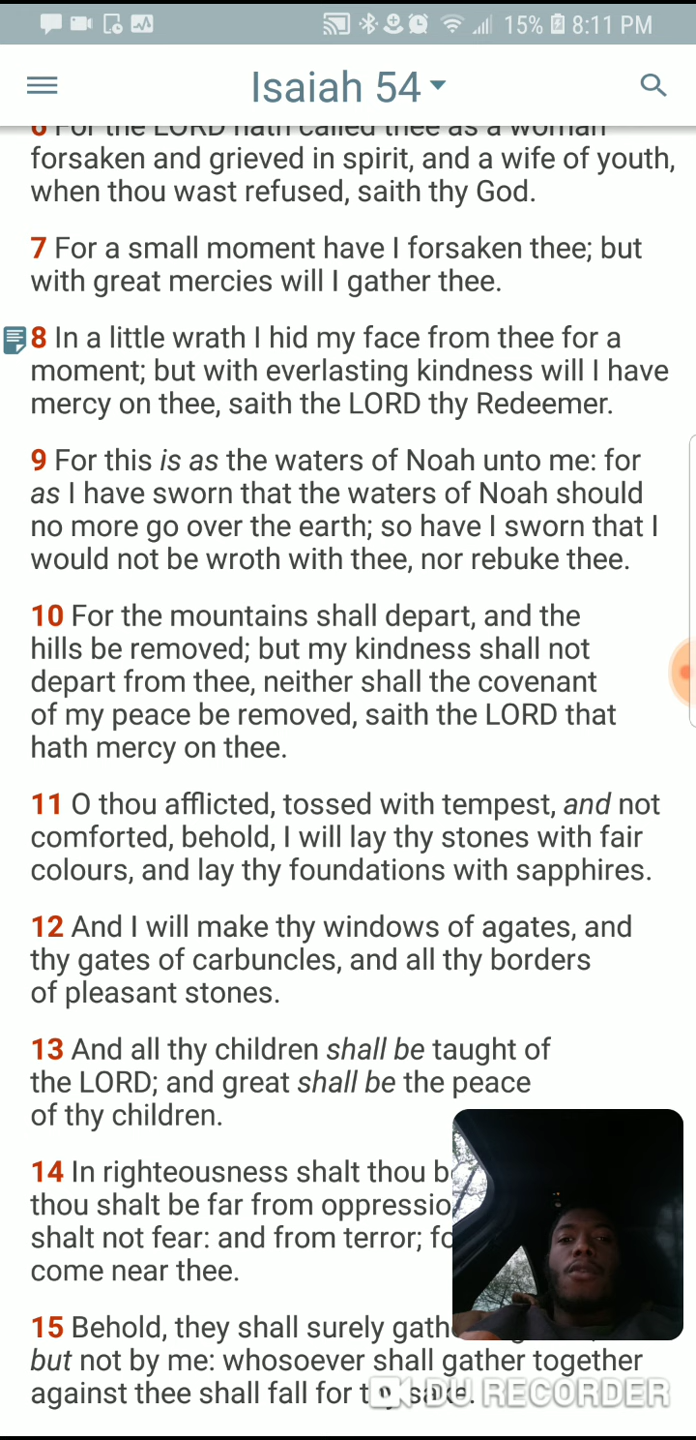 15% 8:11 PM
Isaiah 54
6 For the LORD hath called thee as a woman
forsaken and grieved in spirit, and a wife of youth,
when thou wast refused, saith thy God.
7 For a small moment have I forsaken thee; but
with great mercies will I gather thee.
8 In a little wrath I hid my face from thee for a
moment; but with everlasting kindness will I have
mercy on thee, saith the LORD thy Redeemer.
9 For this is as the waters of Noah unto me: for
as I have sworn that the waters of Noah should
no more go over the earth; so have I sworn that I
would not be wroth with thee, nor rebuke thee.
10 For the mountains shall depart, and the
hills be removed; but my kindness shall not
depart from thee, neither shall the covenant
of my peace be removed, saith the LORD that
hath mercy on thee.
11 O thou afflicted, tossed with tempest, and not
comforted, behold, I will lay thy stones with fair
colours, and lay thy foundations with sapphires.
12 And I will make thy windows of agates, and
thy gates of carbuncles, and all thy borders
of pleasant stones.
13 And all thy children shall be taught of
the LORD; and great shall be the peace
of thy children.
14 In righteousness shalt thou
thou shalt be far from
shalt not fear: and from terror;
come near thee.
15 Behold, they shall surely
but not by me: whosoever shall gather together
against thee shall fall for thy sake.
DU RECORDER